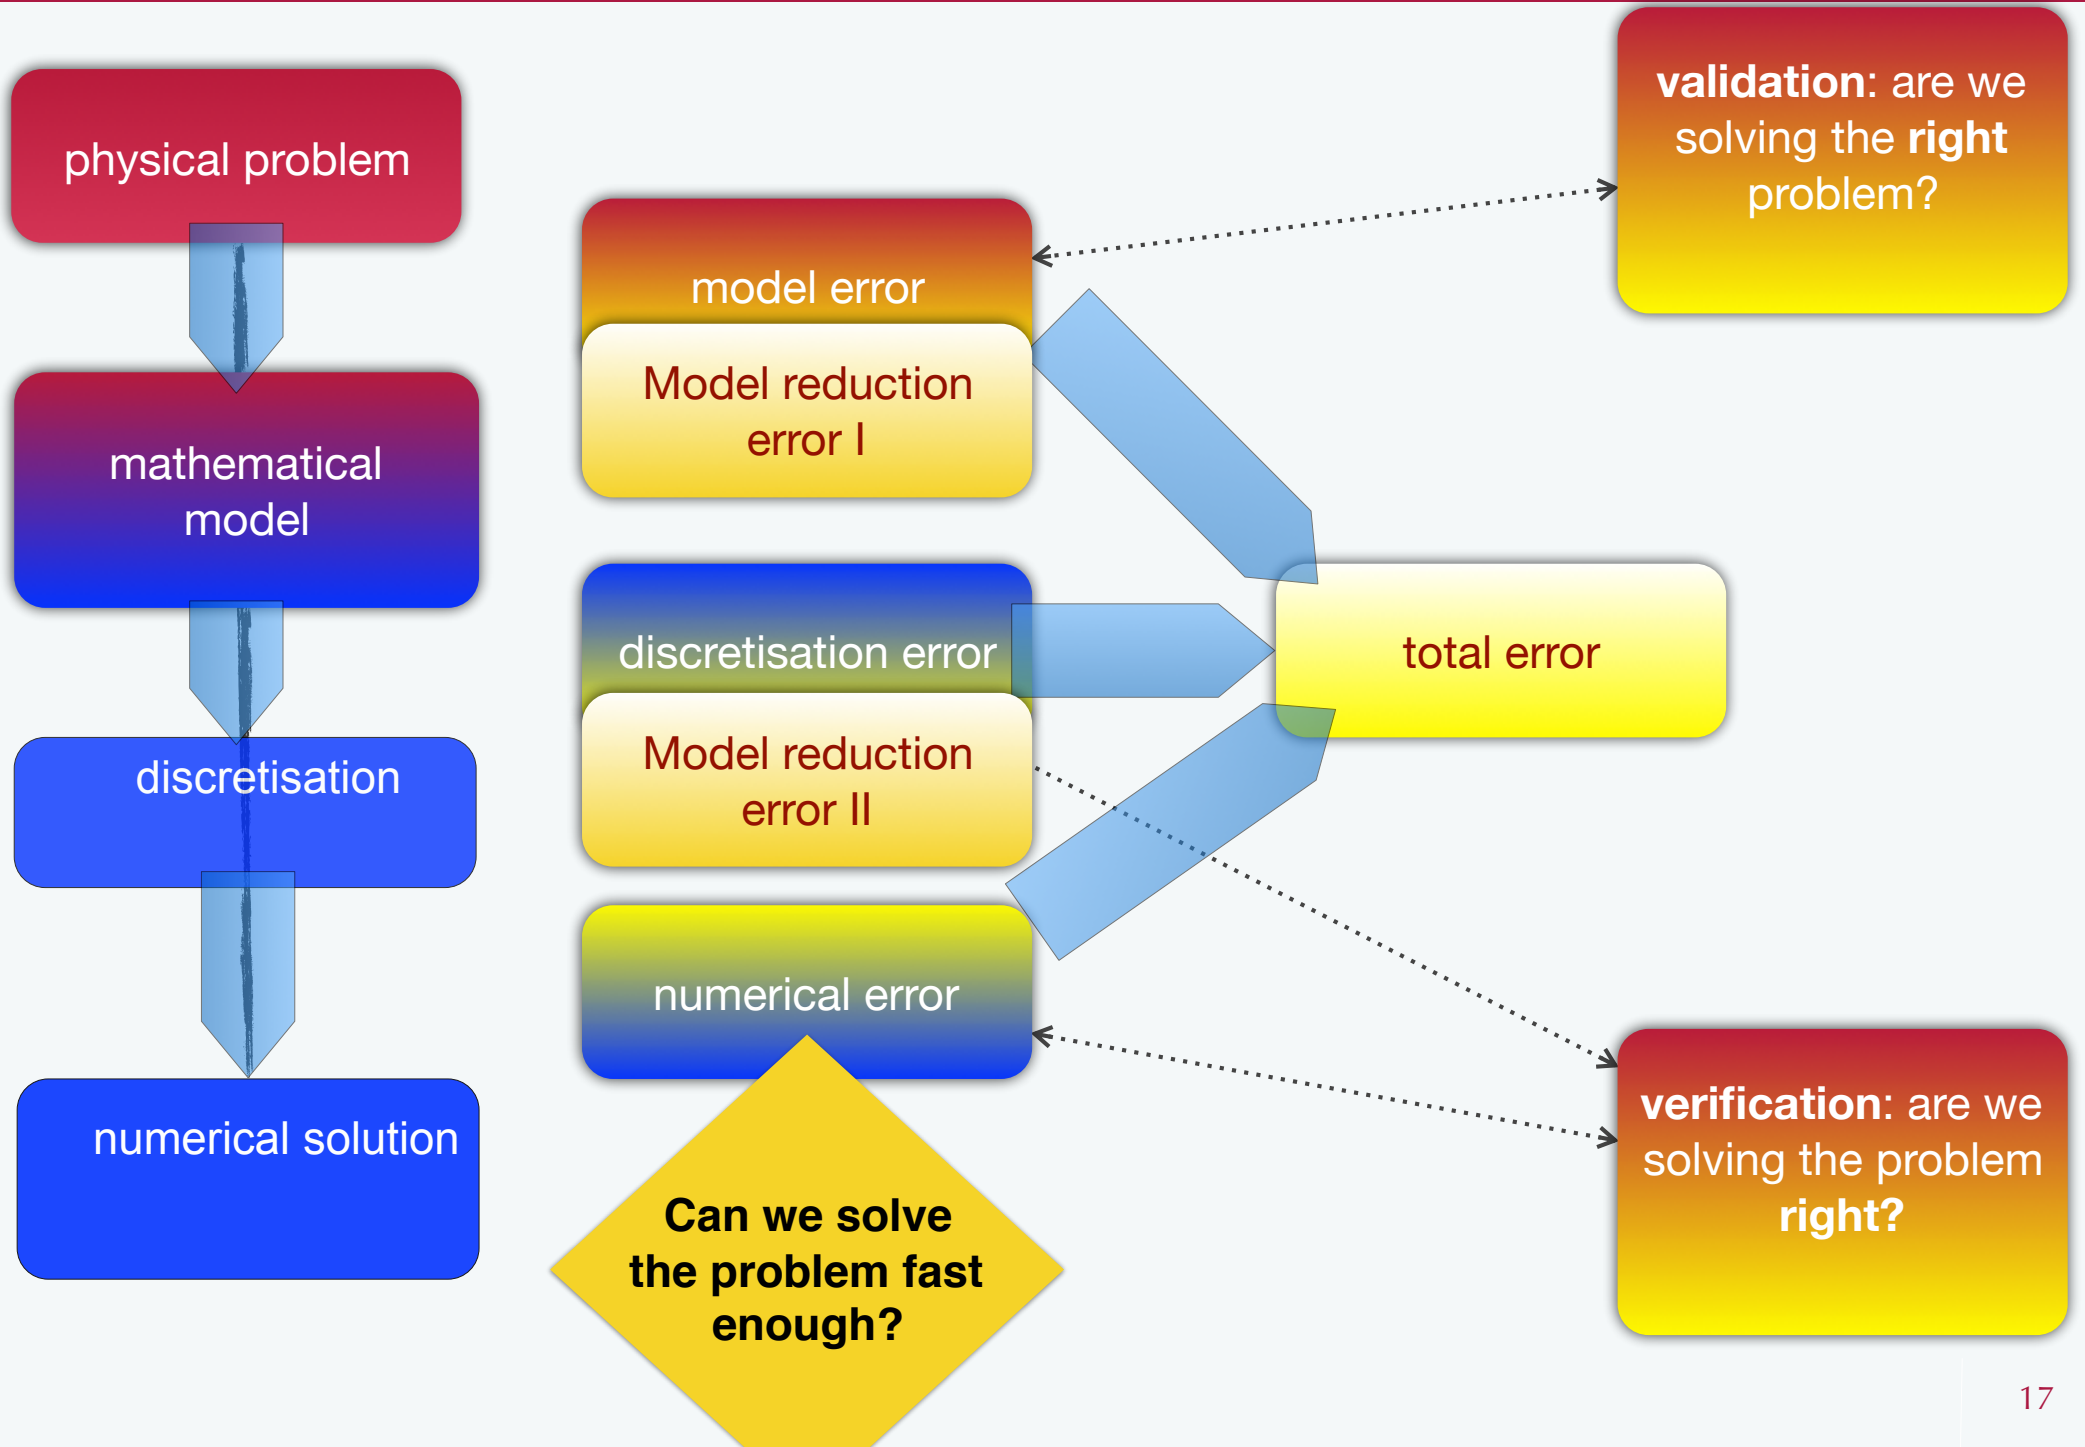 physical problem
mathematical
model
discretisation
numerical solution
model error
Model reduction
error I
discretisation error
Model reduction
error II
numerical error
Can we solve
the problem fast
enough?
total error
validation: are we
solving the right
problem?
verification: are we
solving the problem
right?
17